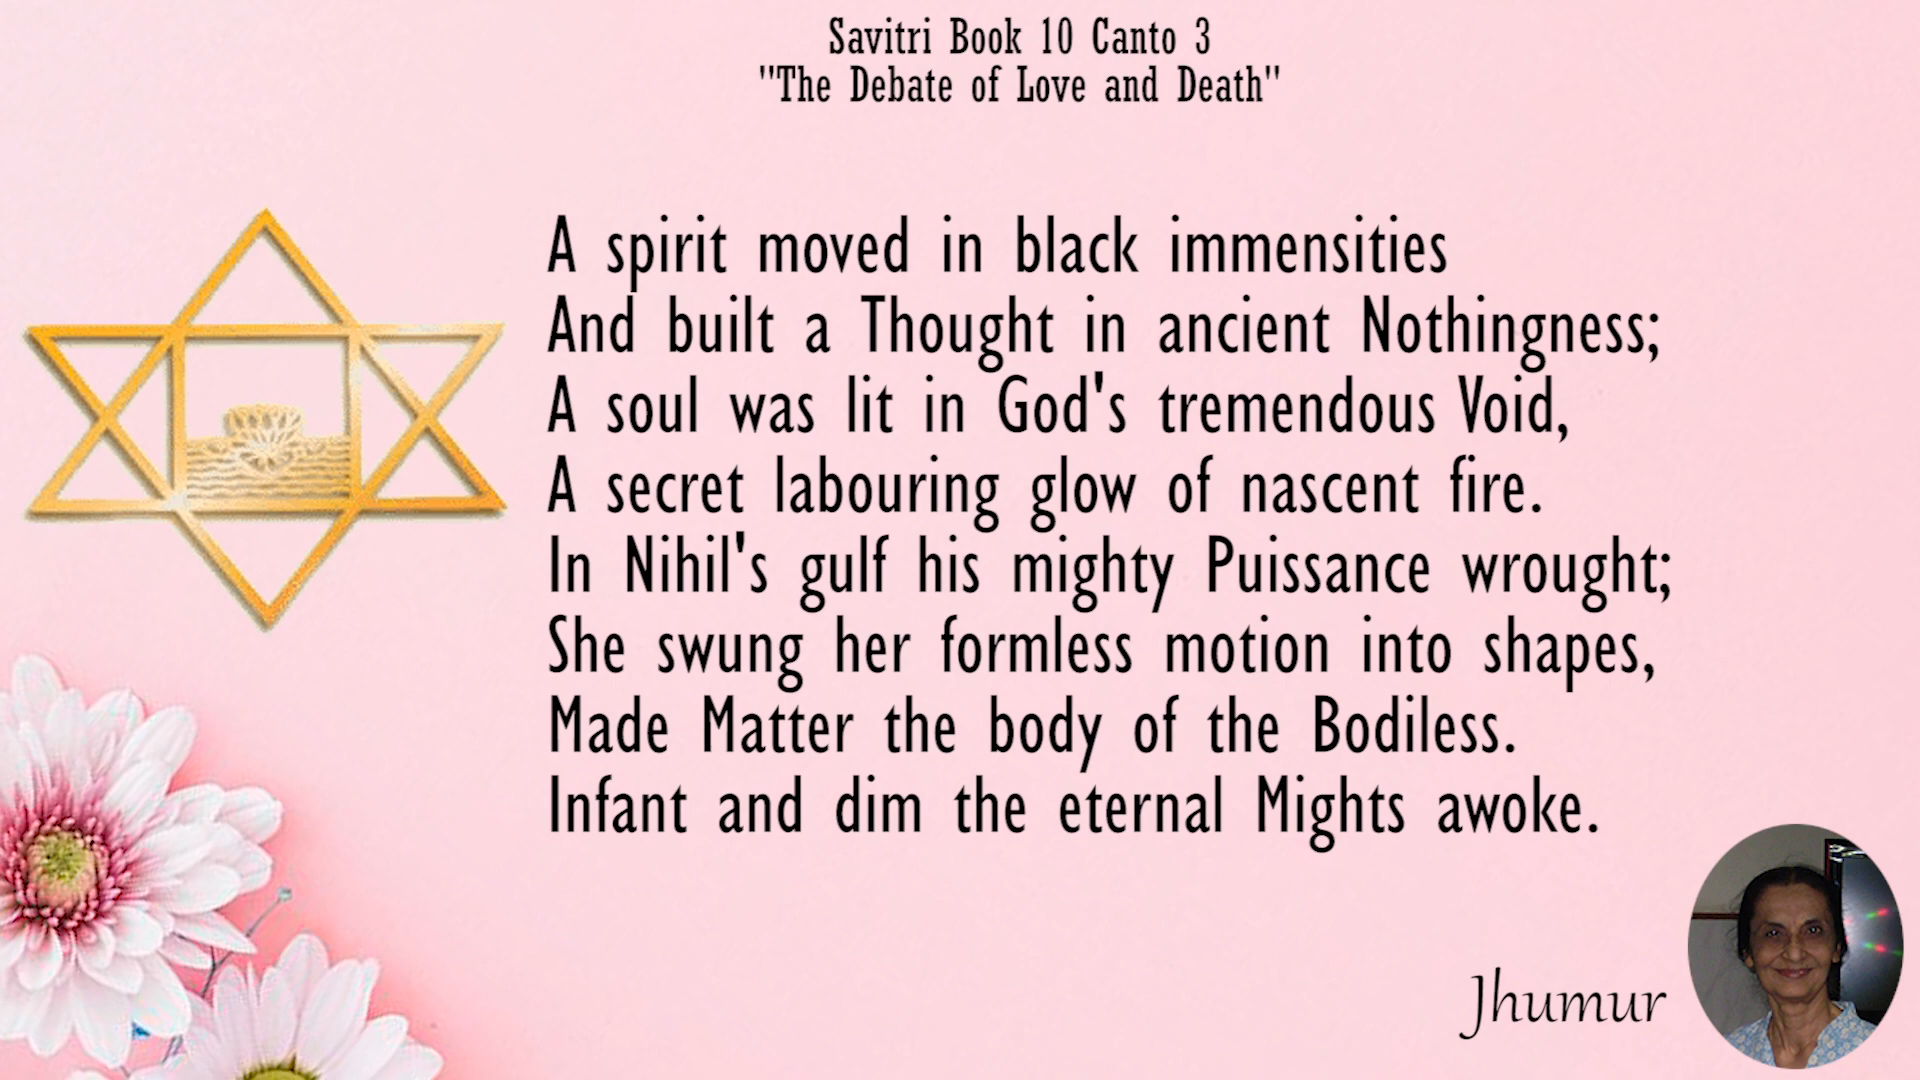 Savitri Book 10 Canto 3
"The Debate of Love and Death"
A spirit moved in black immensities
And built a Thought in ancient Nothingness;
A soul was lit in God's tremendous Void,
A secret labouring glow of nascent fire.
In Nihil's gulf his mighty Puissance wrought;
She swung her formless motion into shapes,
Made Matter the body of the Bodiless.
Infant and dim the eternal Mights awoke.
Jhumur